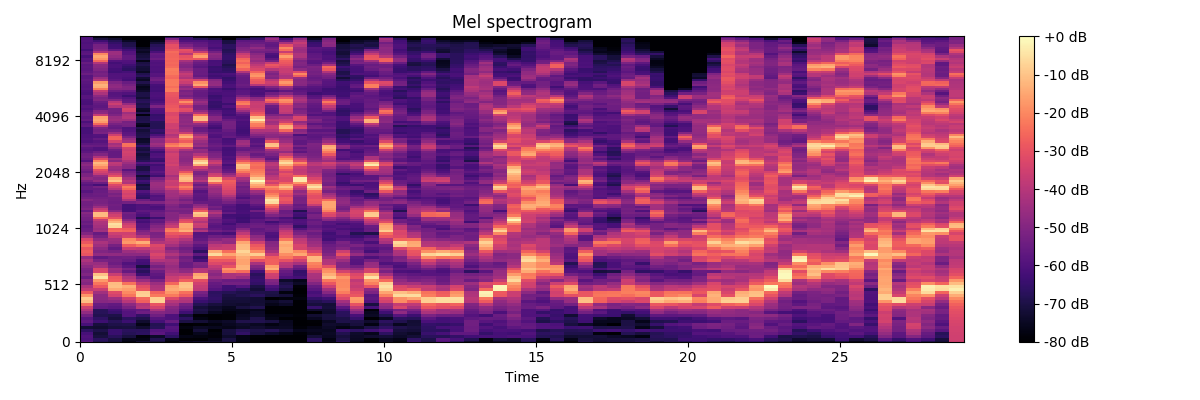 Mel spectrogram
8192
4096
2048
1024
512
0
Hz
0 5 10 15 20 25
Time
+0 dB
-10 dB
-20 dB
-30 dB
-40 dB
-50 dB
-60 dB
-70 dB
-80 dB